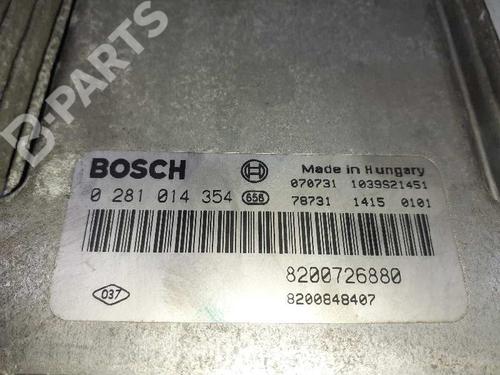 B-PARTS
BOSCH
Made in Hungary
070731 1039S21451
0 281 014 354 656
78731 1415 0101
8200726880
037
8200848407